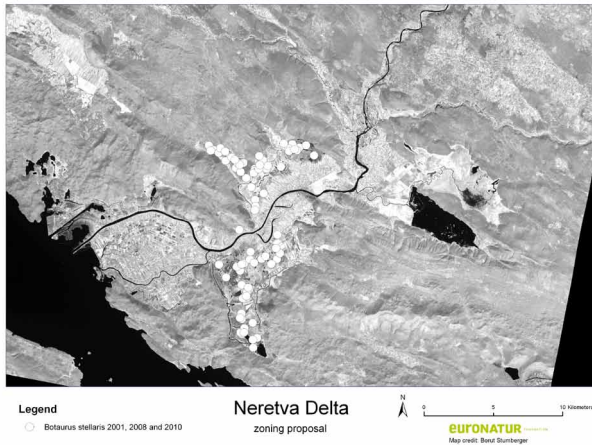 Legend
Botaurus stellaris 2001, 2008 and 2010
Neretva Delta
zoning proposal
N
0 5 10 Kilometers
euronatur
Map credit: Borut Stumberger